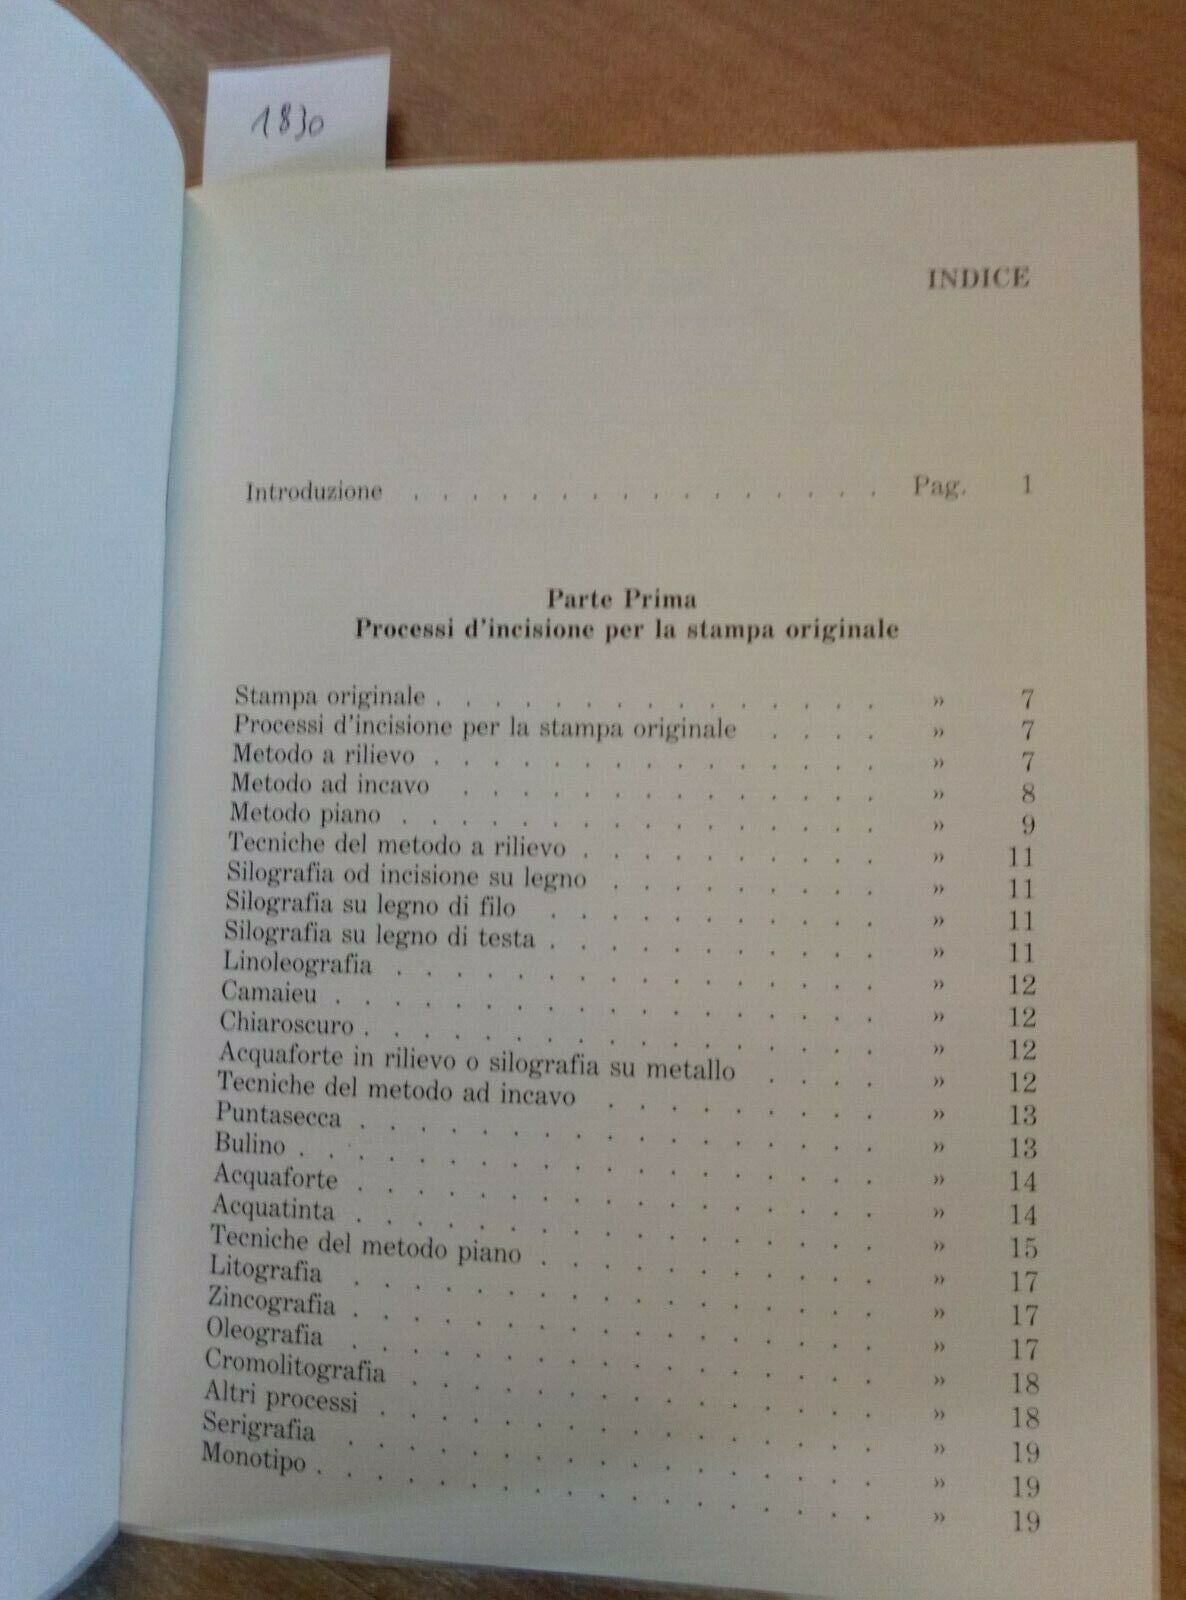 1830
INDICE
Introduzione . . . . . . . . . . . . . . . . Pag. 1
Parte Prima
Processi d'incisione per la stampa originale
Stampa originale . . . . . . . . . . . . . . . » 7
Processi d'incisione per la stampa originale . . . . » 7
Metodo a rilievo . . . . . . . . . . . . . . . » 7
Metodo ad incavo . . . . . . . . . . . . . . » 8
Metodo piano . . . . . . . . . . . . . . . . » 9
Tecniche del metodo a rilievo . . . . . . . . . . » 11
Silografia od incisione su legno . . . . . . . . . » 11
Silografia su legno di filo . . . . . . . . . . . » 11
Silografia su legno di testa . . . . . . . . . . . » 11
Linoleografia . . . . . . . . . . . . . . . . » 12
Camaieu . . . . . . . . . . . . . . . . . . » 12
Chiaroscuro . . . . . . . . . . . . . . . . . » 12
Acquaforte in rilievo o silografia su metallo . . . . » 12
Tecniche del metodo ad incavo . . . . . . . . . » 13
Puntasecca . . . . . . . . . . . . . . . . . » 13
Bulino . . . . . . . . . . . . . . . . . . . » 14
Acquaforte . . . . . . . . . . . . . . . . . » 14
Acquatinta . . . . . . . . . . . . . . . . . » 15
Tecniche del metodo piano . . . . . . . . . . . » 17
Litografia . . . . . . . . . . . . . . . . . . » 17
Zincografia . . . . . . . . . . . . . . . . . » 17
Oleografia . . . . . . . . . . . . . . . . . . » 18
Cromolitografia . . . . . . . . . . . . . . . . » 18
Altri processi . . . . . . . . . . . . . . . . . » 19
Serigrafia . . . . . . . . . . . . . . . . . . » 19
Monotipo . . . . . . . . . . . . . . . . . . » 19